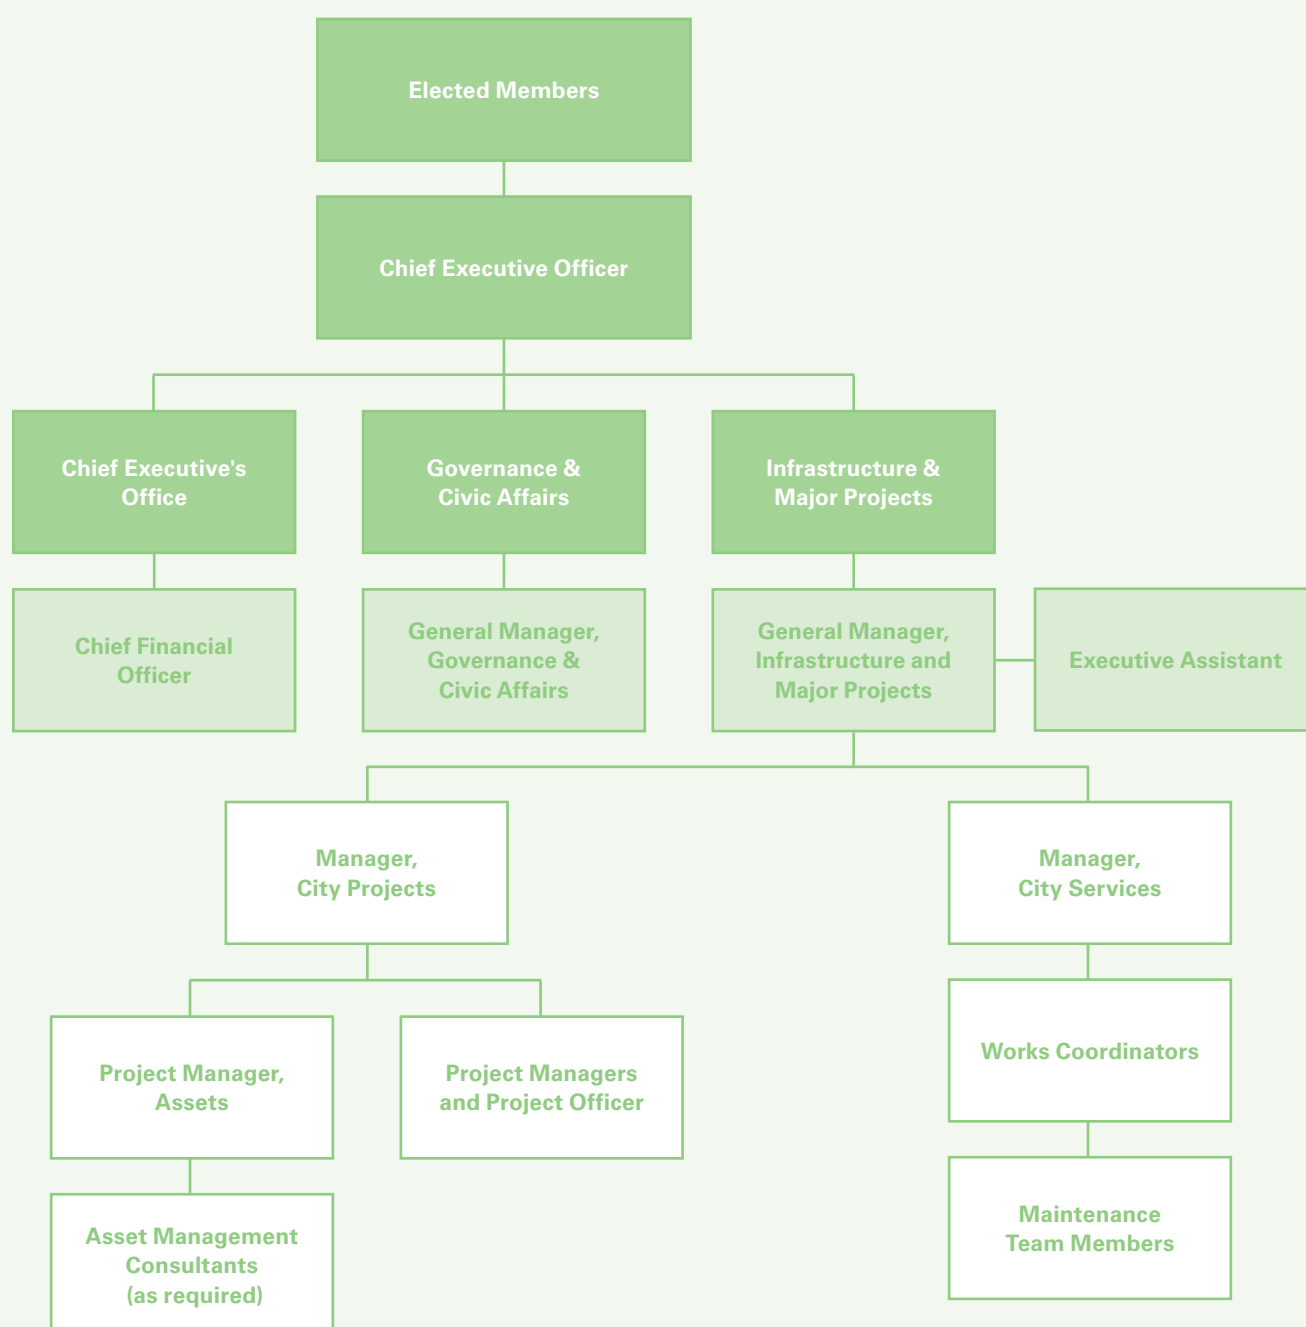 Elected Members
Chief Executive Officer
Chief Executive's
Office
Governance &
Civic Affairs
Infrastructure &
Major Projects
Chief Financial
Officer
General Manager,
Governance &
Civic Affairs
General Manager,
Infrastructure and
Major Projects
Executive Assistant
Manager,
City Projects
Manager,
City Services
Project Manager,
Assets
Project Managers
and Project Officer
Works Coordinators
Asset Management
Consultants
(as required)
Maintenance
Team Members